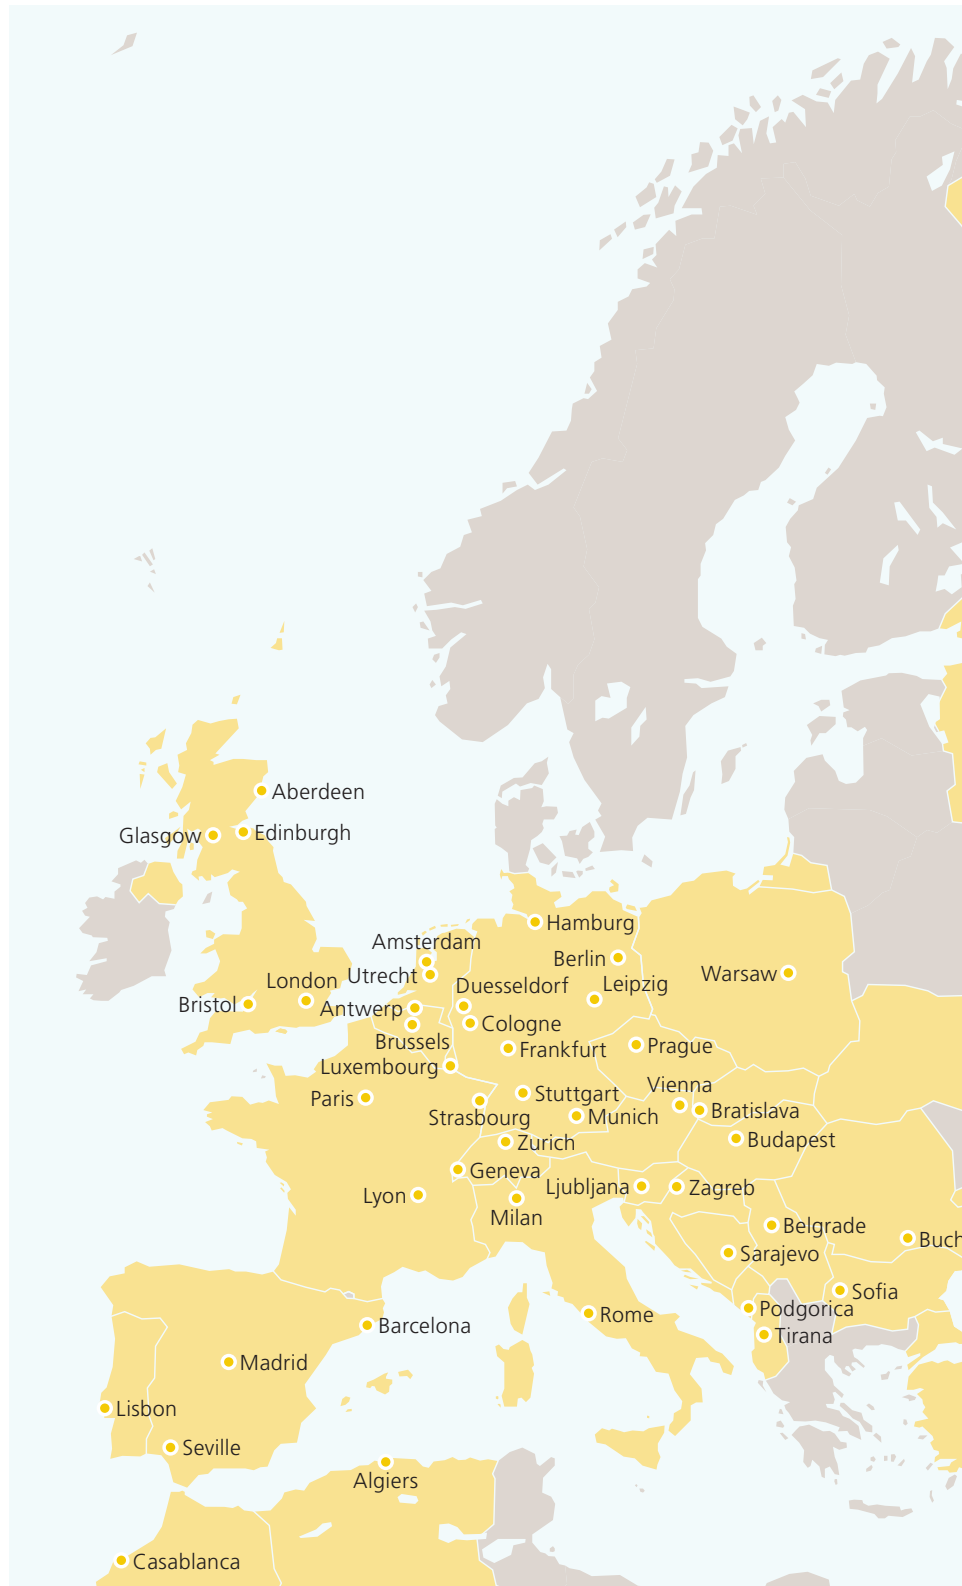 Aberdeen
Glasgow
Edinburgh
Hamburg
Amsterdam
Berlin
Utrecht
Warsaw
London
Duesseldorf
Leipzig
Bristol
Antwerp
Cologne
Brussels
Frankfurt
Prague
Luxembourg
Vienna
Paris
Stuttgart
Strasbourg
Munich
Bratislava
Zurich
Budapest
Geneva
Ljubljana
Zagreb
Lyon
Milan
Belgrade
Buch
Sarajevo
Sofia
Podgorica
Rome
Barcelona
Tirana
Madrid
Lisbon
Seville
Algiers
Casablanca